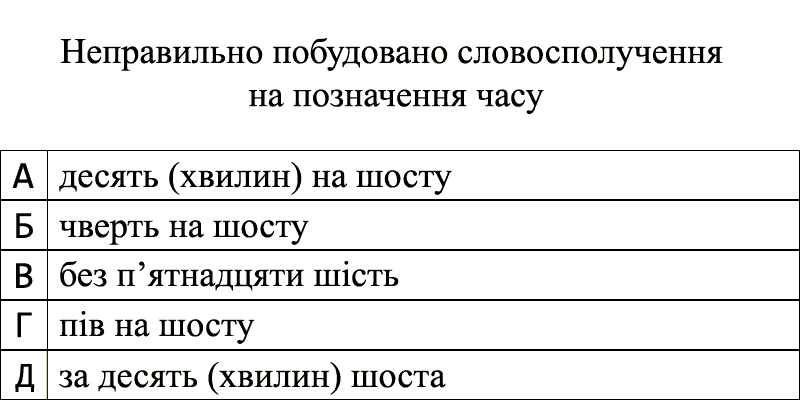 Неправильно побудовано словосполучення
на позначення часу
А десять (хвилин) на шосту
Б чверть на шосту
В без п’ятнадцяти шість
Г пів на шосту
Д за десять (хвилин) шоста